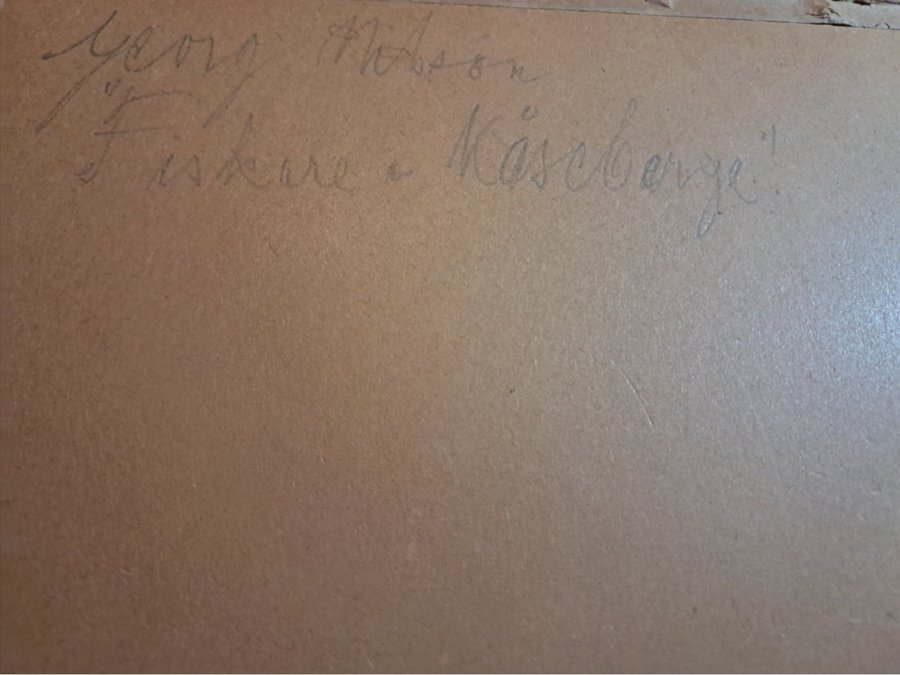 Georg Nilsson
"Fiskare i Kåseberga"